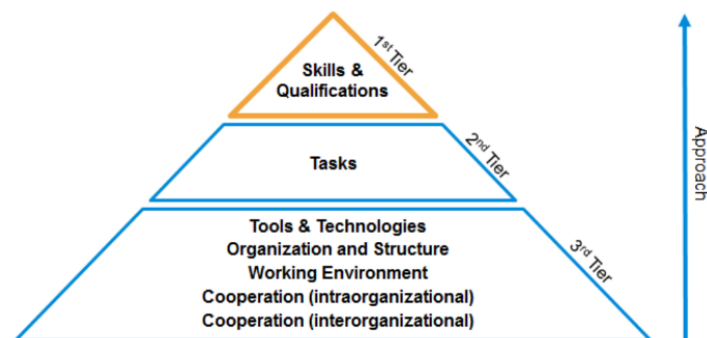 1st Tier
Skills &
Qualifications
2nd Tier
Tasks
Approach
3rd Tier
Tools & Technologies
Organization and Structure
Working Environment
Cooperation (intraorganizational)
Cooperation (interorganizational)